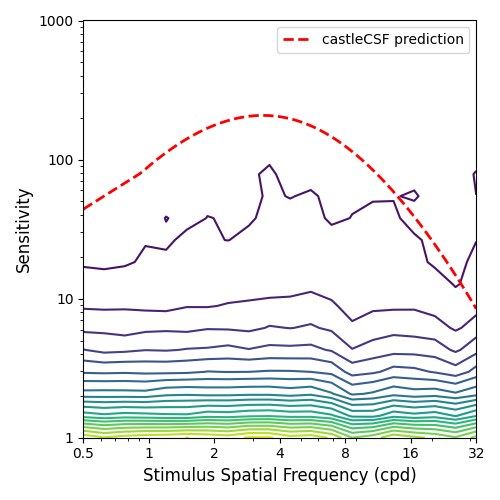 1000
castleCSF prediction
100
Sensitivity
10
1
0.5 1 2 4 8 16 32
Stimulus Spatial Frequency (cpd)